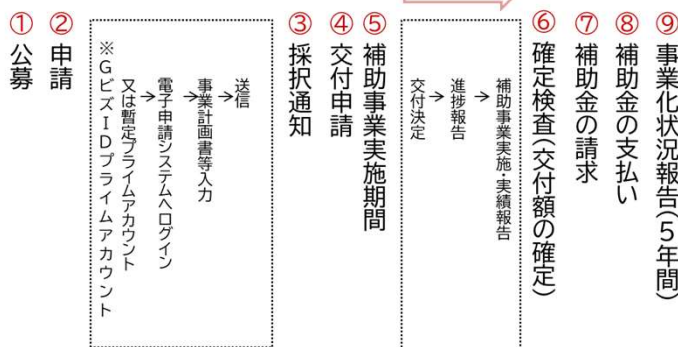 ①公募
②申請
※GビズIDプライムアカウント
又は暫定プライムアカウント
→電子申請システムへログイン
→事業計画書等入力
→送信
③採択通知
④交付申請
⑤補助事業実施期間
交付決定
→進捗報告
→補助事業実施・実績報告
⑥確定検査(交付額の確定)
⑦補助金の請求
⑧補助金の支払い
⑨事業化状況報告(5年間)